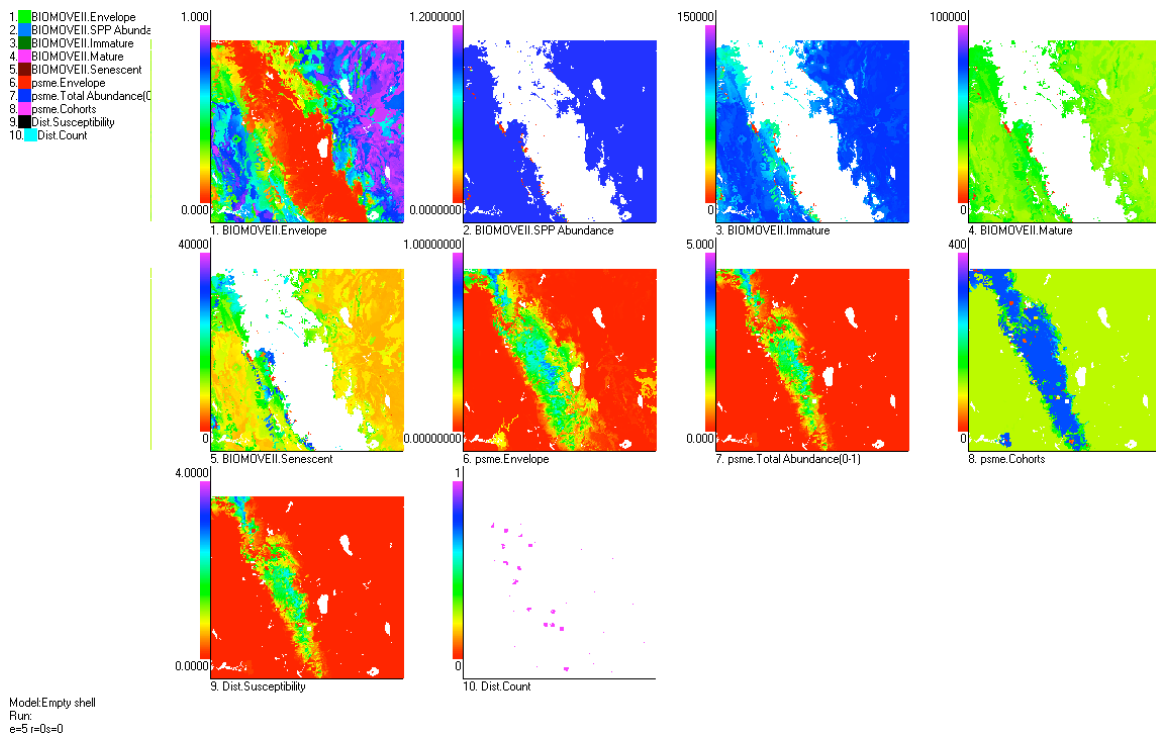 1. BIOMOVEII.Envelope
2. BIOMOVEII.SPP Abunda
3. BIOMOVEII.Immature
4. BIOMOVEII.Mature
5. BIOMOVEII.Senescent
6. psme.Envelope
7. psme.Total Abundance(0
8. psme.Cohorts
9. Dist.Susceptibility
10. Dist.Count
1.000
0.000
1. BIOMOVEII.Envelope
1.2000000
0.0000000
2. BIOMOVEII.SPP Abundance
150000
0
3. BIOMOVEII.Immature
100000
0
4. BIOMOVEII.Mature
40000
0
5. BIOMOVEII.Senescent
1.00000000
0.00000000
6. psme.Envelope
5.000
0.000
7. psme.Total Abundance(0-1)
400
0
8. psme.Cohorts
4.0000
0.0000
9. Dist.Susceptibility
1
0
10. Dist.Count
Model:Empty shell
Run:
e=5 r=0s=0